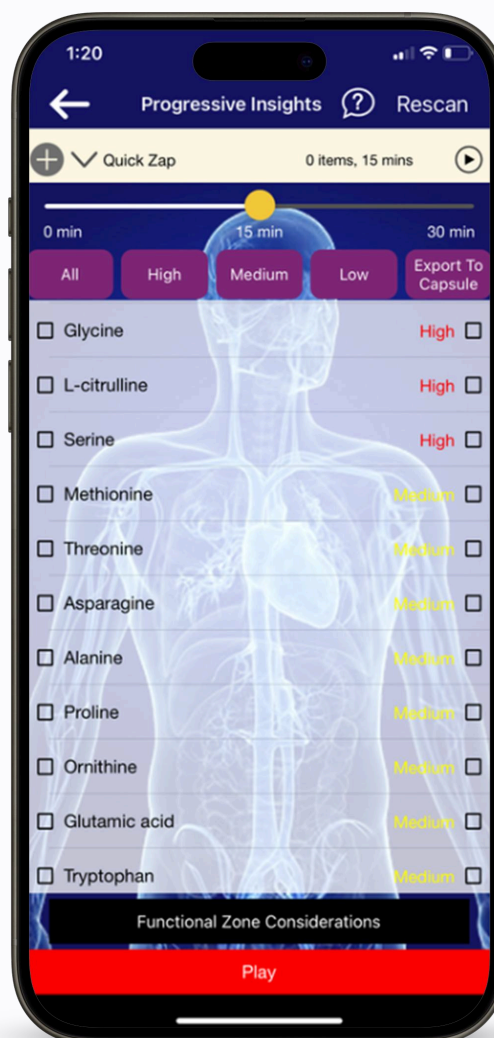 1:20
Progressive Insights ? Rescan
Quick Zap 0 items, 15 mins
0 min 15 min 30 min
All High Medium Low Export To
Capsule
Glycine High
L-citrulline High
Serine High
Methionine Medium
Threonine Medium
Asparagine Medium
Alanine Medium
Proline Medium
Ornithine Medium
Glutamic acid Medium
Tryptophan Medium
Functional Zone Considerations
Play